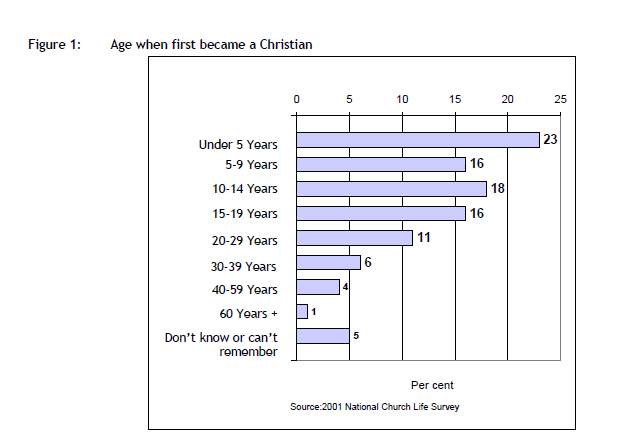 Figure 1: Age when first became a Christian
0 5 10 15 20 25
Under 5 Years 23
5-9 Years 16
10-14 Years 18
15-19 Years 16
20-29 Years 11
30-39 Years 6
40-59 Years 4
60 Years + 1
Don't know or can't 5
remember
Per cent
Source:2001 National Church Life Survey